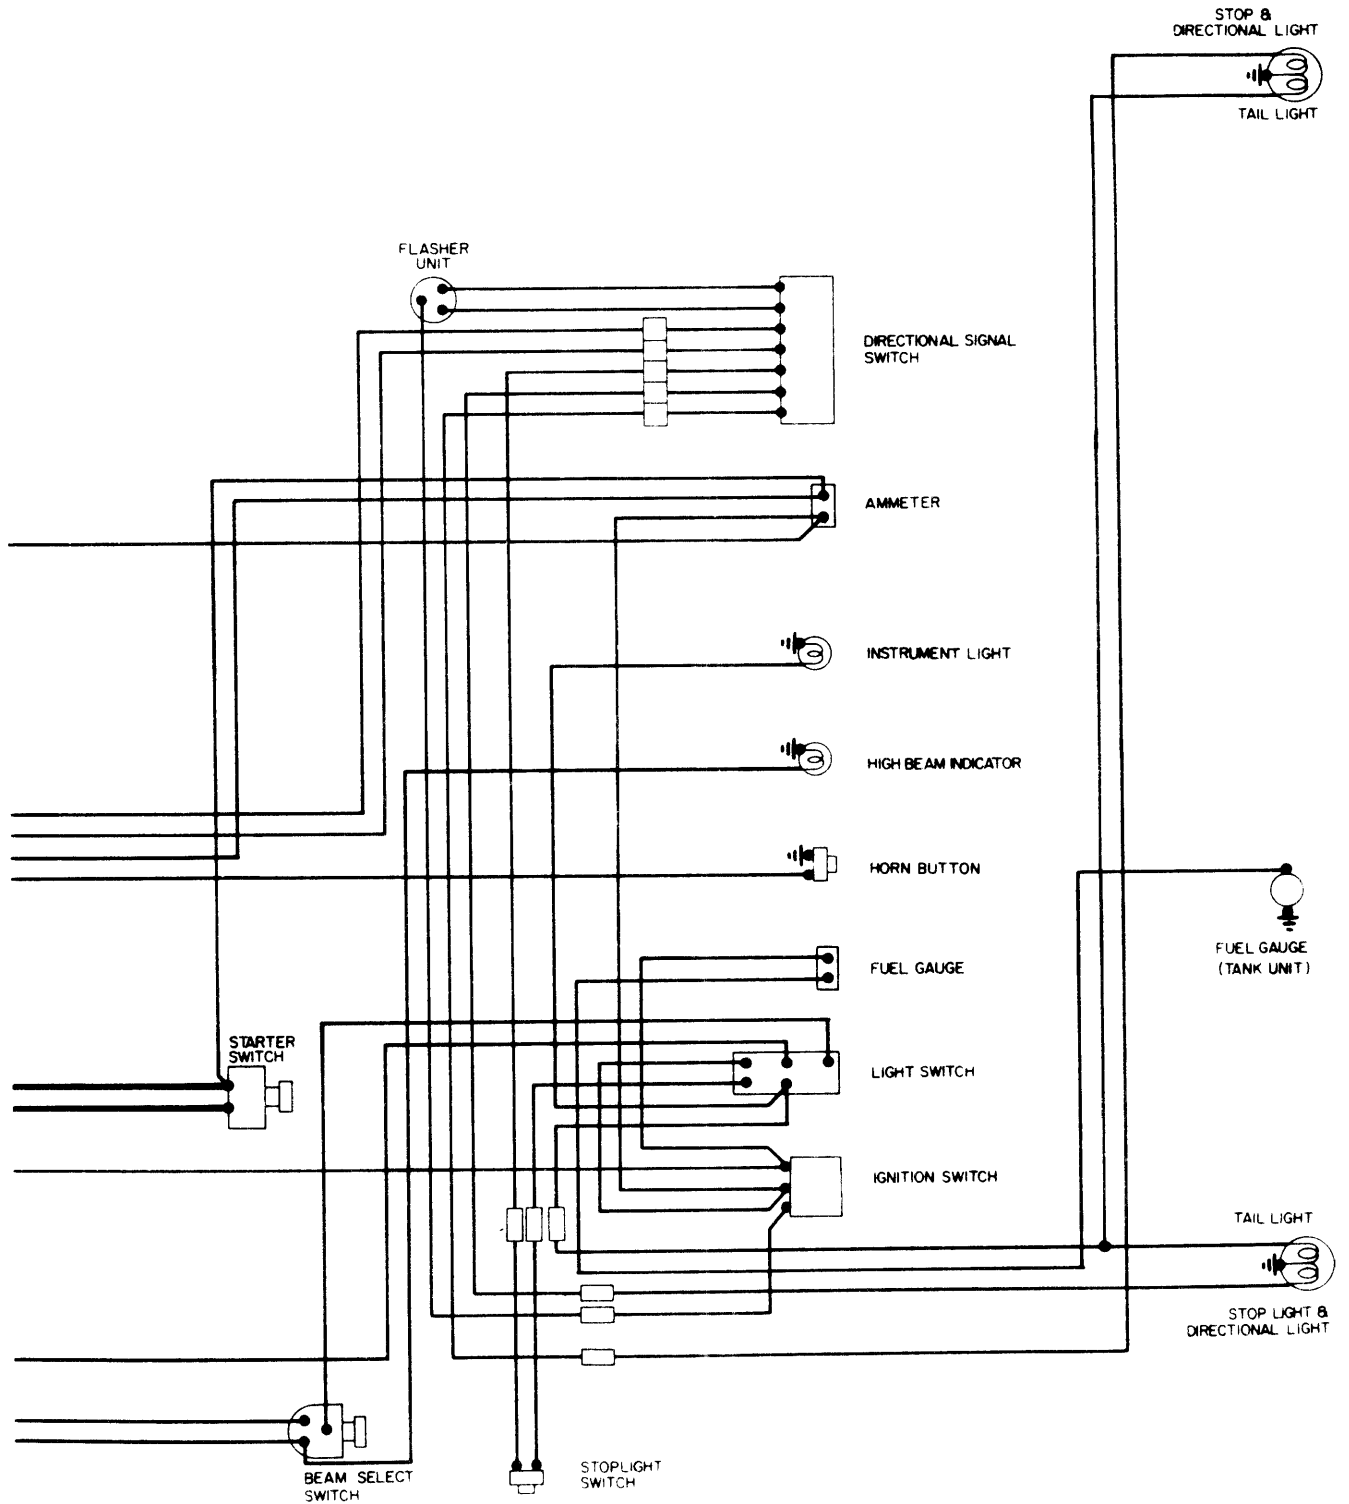 STOP &
DIRECTIONAL LIGHT
TAIL LIGHT
FLASHER
UNIT
DIRECTIONAL SIGNAL
SWITCH
AMMETER
INSTRUMENT LIGHT
HIGH BEAM INDICATOR
HORN BUTTON
FUEL GAUGE
(TANK UNIT)
FUEL GAUGE
STARTER
SWITCH
LIGHT SWITCH
IGNITION SWITCH
TAIL LIGHT
STOP LIGHT &
DIRECTIONAL LIGHT
STOPLIGHT
SWITCH
BEAM SELECT
SWITCH